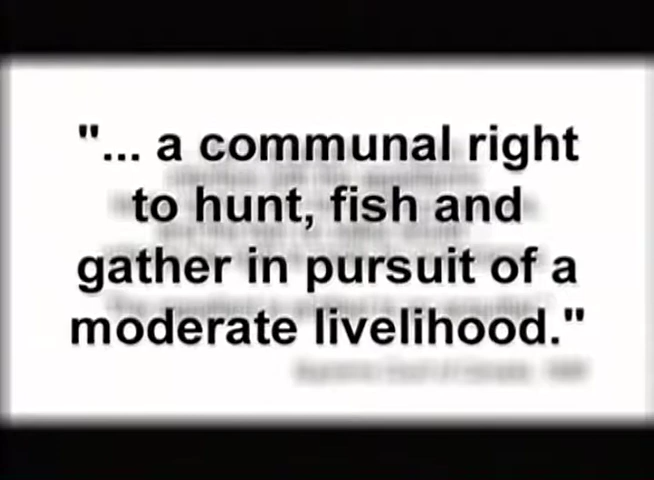 "... a communal right
to hunt, fish and
gather in pursuit of a
moderate livelihood."